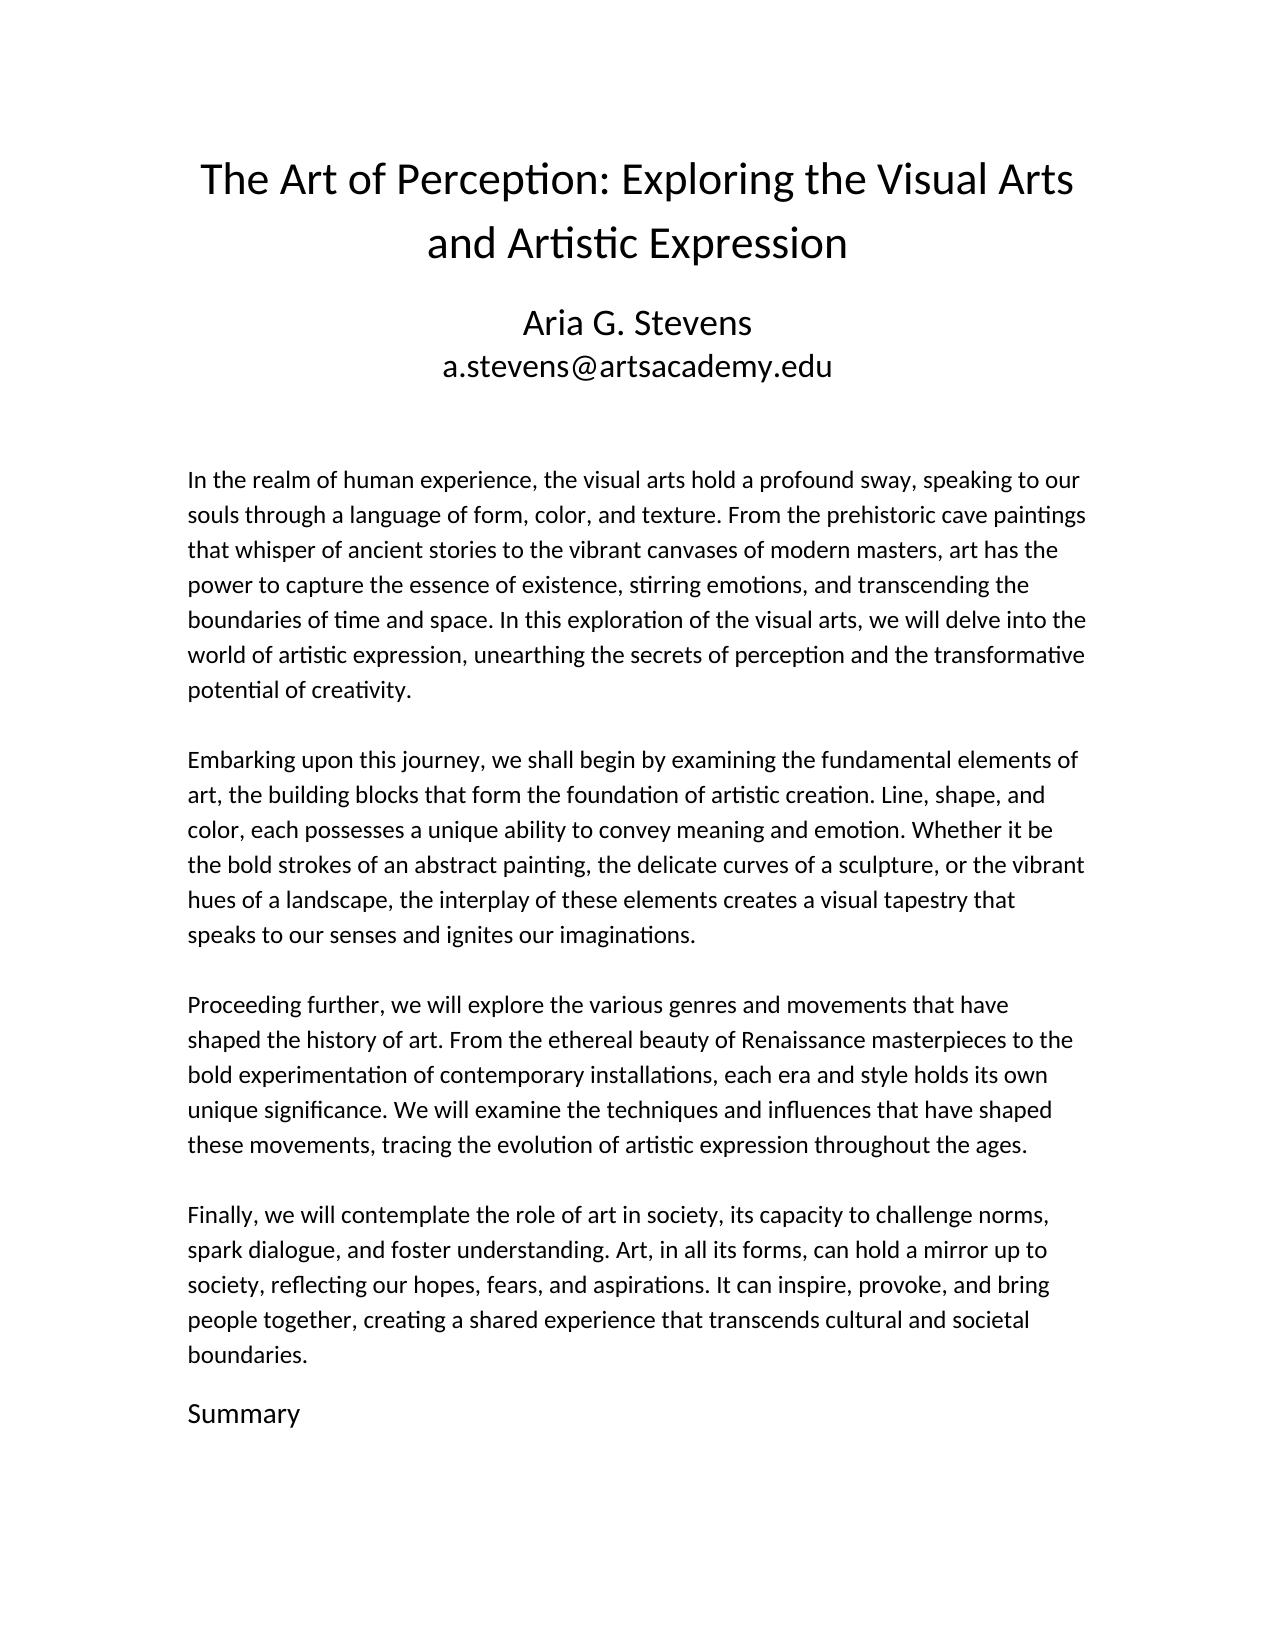 The Art of Perception: Exploring the Visual Arts
and Artistic Expression
Aria G. Stevens
a.stevens@artsacademy.edu
In the realm of human experience, the visual arts hold a profound sway, speaking to our
souls through a language of form, color, and texture. From the prehistoric cave paintings
that whisper of ancient stories to the vibrant canvases of modern masters, art has the
power to capture the essence of existence, stirring emotions, and transcending the
boundaries of time and space. In this exploration of the visual arts, we will delve into the
world of artistic expression, unearthing the secrets of perception and the transformative
potential of creativity.
Embarking upon this journey, we shall begin by examining the fundamental elements of
art, the building blocks that form the foundation of artistic creation. Line, shape, and
color, each possesses a unique ability to convey meaning and emotion. Whether it be
the bold strokes of an abstract painting, the delicate curves of a sculpture, or the vibrant
hues of a landscape, the interplay of these elements creates a visual tapestry that
speaks to our senses and ignites our imaginations.
Proceeding further, we will explore the various genres and movements that have
shaped the history of art. From the ethereal beauty of Renaissance masterpieces to the
bold experimentation of contemporary installations, each era and style holds its own
unique significance. We will examine the techniques and influences that have shaped
these movements, tracing the evolution of artistic expression throughout the ages.
Finally, we will contemplate the role of art in society, its capacity to challenge norms,
spark dialogue, and foster understanding. Art, in all its forms, can hold a mirror up to
society, reflecting our hopes, fears, and aspirations. It can inspire, provoke, and bring
people together, creating a shared experience that transcends cultural and societal
boundaries.
Summary